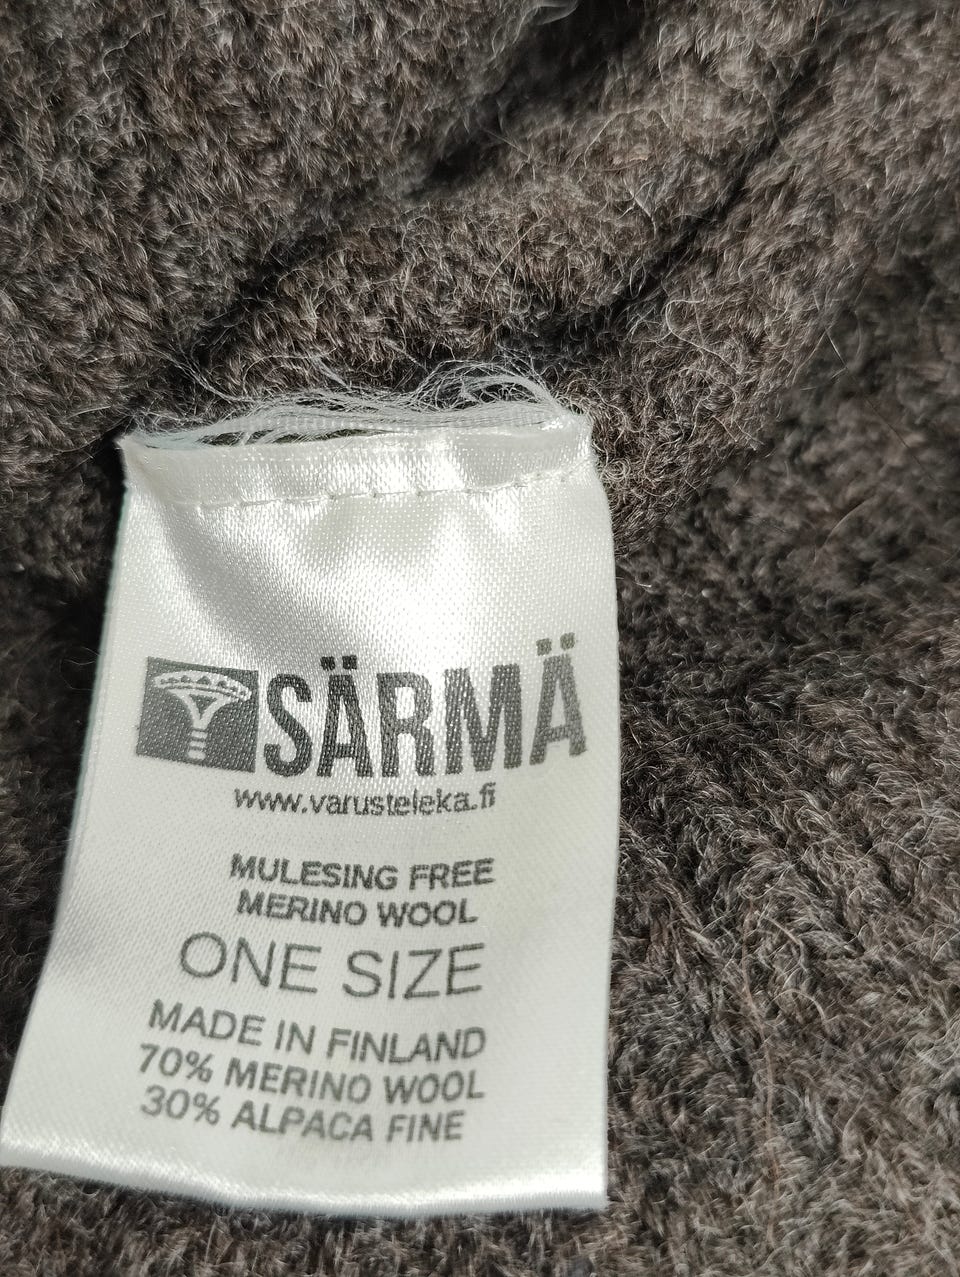 SÄRMÄ
www.varusteleka.fi
MULESING FREE
MERINO WOOL
ONE SIZE
MADE IN FINLAND
70% MERINO WOOL
30% ALPACA FINE